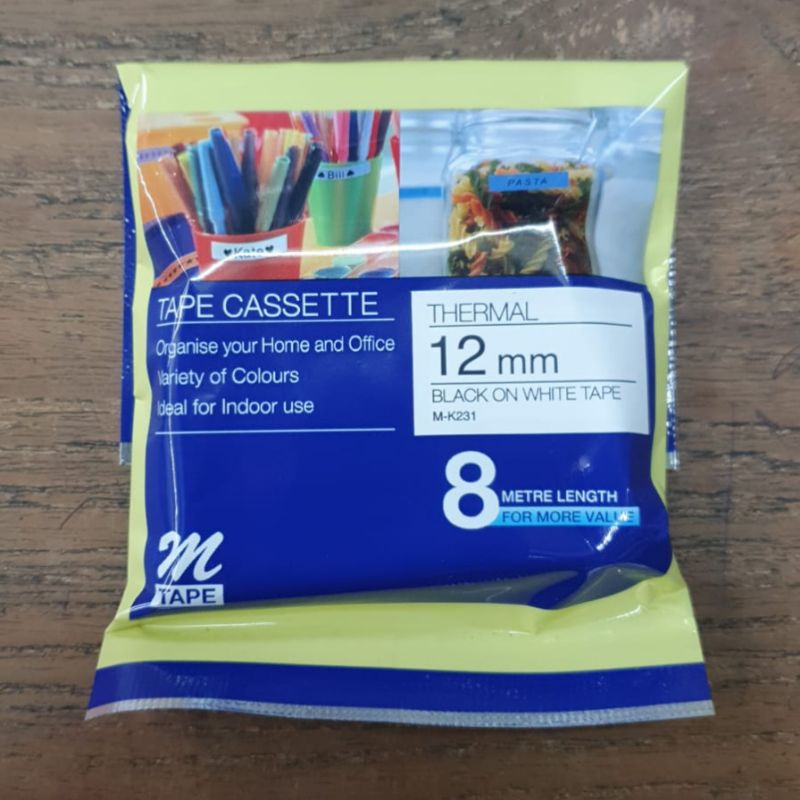 ♠Bill♠
♥Kate♥
PASTA
TAPE CASSETTE
Organise your Home and Office
Variety of Colours
Ideal for Indoor use
THERMAL
12 mm
BLACK ON WHITE TAPE
M-K231
8 METRE LENGTH
FOR MORE VALUE
M
TAPE